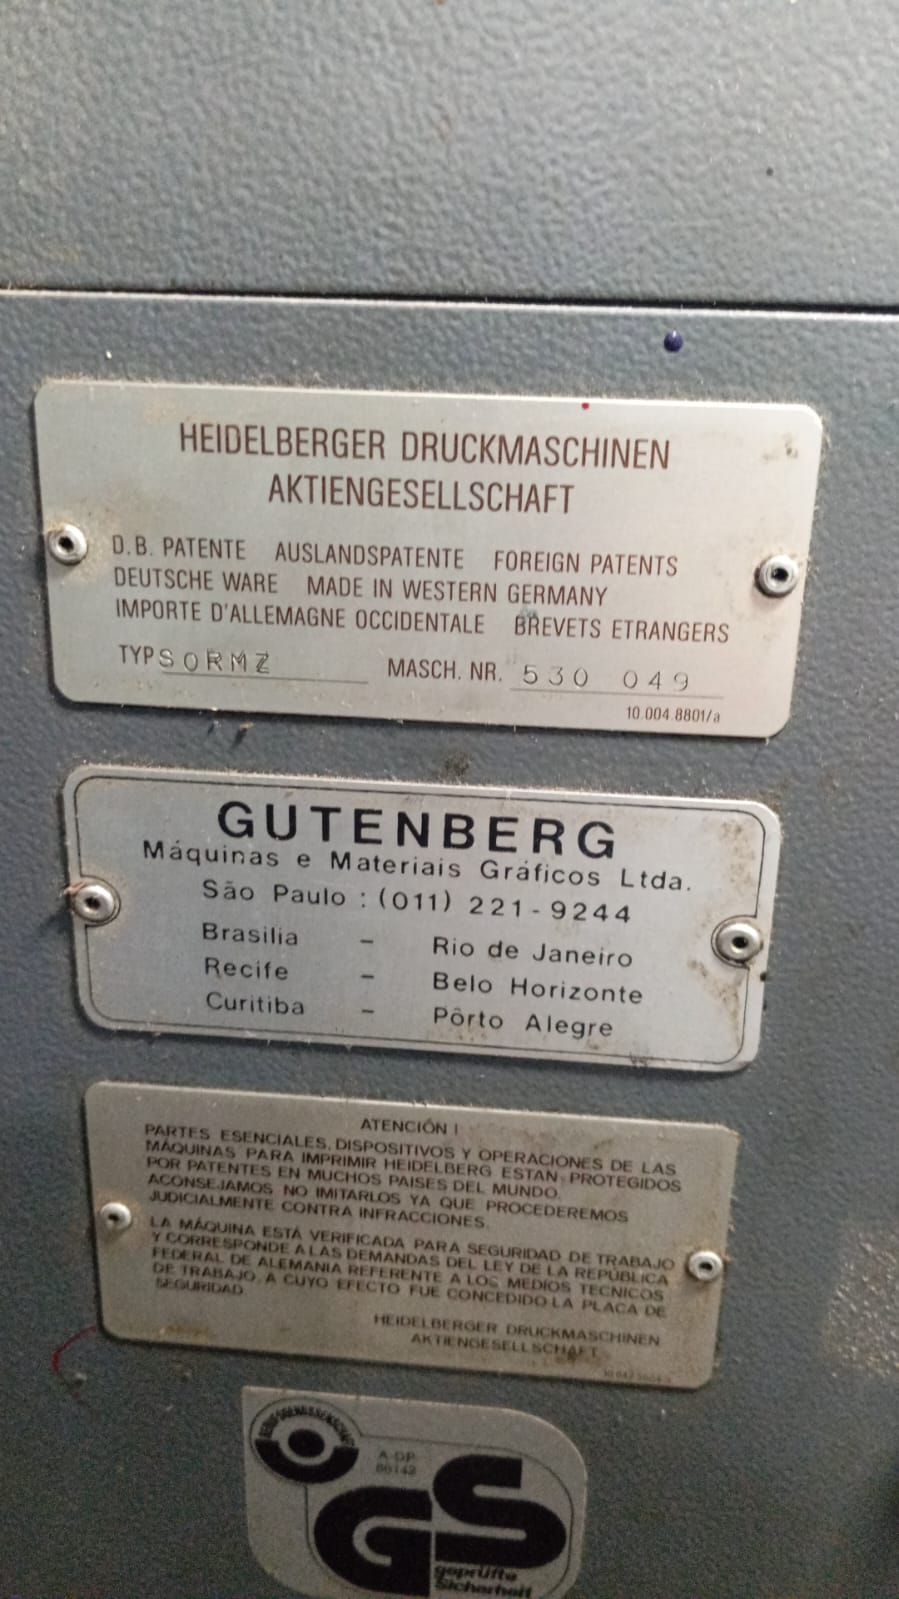 HEIDELBERGER DRUCKMASCHINEN
AKTIENGESELLSCHAFT
D.B. PATENTE AUSLANDSPATENTE FOREIGN PATENTS
DEUTSCHE WARE MADE IN WESTERN GERMANY
IMPORTE D'ALLEMAGNE OCCIDENTALE BREVETS ETRANGERS
TYP SORMZ MASCH. NR. 530 049
10.004.8801/a
GUTENBERG
Máquinas e Materiais Gráficos Ltda.
São Paulo : (011) 221-9244
Brasilia - Rio de Janeiro
Recife - Belo Horizonte
Curitiba - Pôrto Alegre
ATENCIÓN !
PARTES ESENCIALES, DISPOSITIVOS Y OPERACIONES DE LAS
MÁQUINAS PARA IMPRIMIR HEIDELBERG ESTAN PROTEGIDOS
POR PATENTES EN MUCHOS PAISES DEL MUNDO.
ACONSEJAMOS NO IMITARLOS YA QUE PROCEDEREMOS
JUDICIALMENTE CONTRA INFRACCIONES.
LA MÁQUINA ESTÁ VERIFICADA PARA SEGURIDAD DE TRABAJO
Y CORRESPONDE A LAS DEMANDAS DEL LEY DE LA REPÚBLICA
FEDERAL DE ALEMANIA REFERENTE A LOS MEDIOS TECNICOS
DE TRABAJO, A CUYO EFECTO FUE CONCEDIDO LA PLACA DE
SEGURIDAD
HEIDELBERGER DRUCKMASCHINEN
AKTIENGESELLSCHAFT
A-DP
86142
GS
geprüfte
Sicherheit